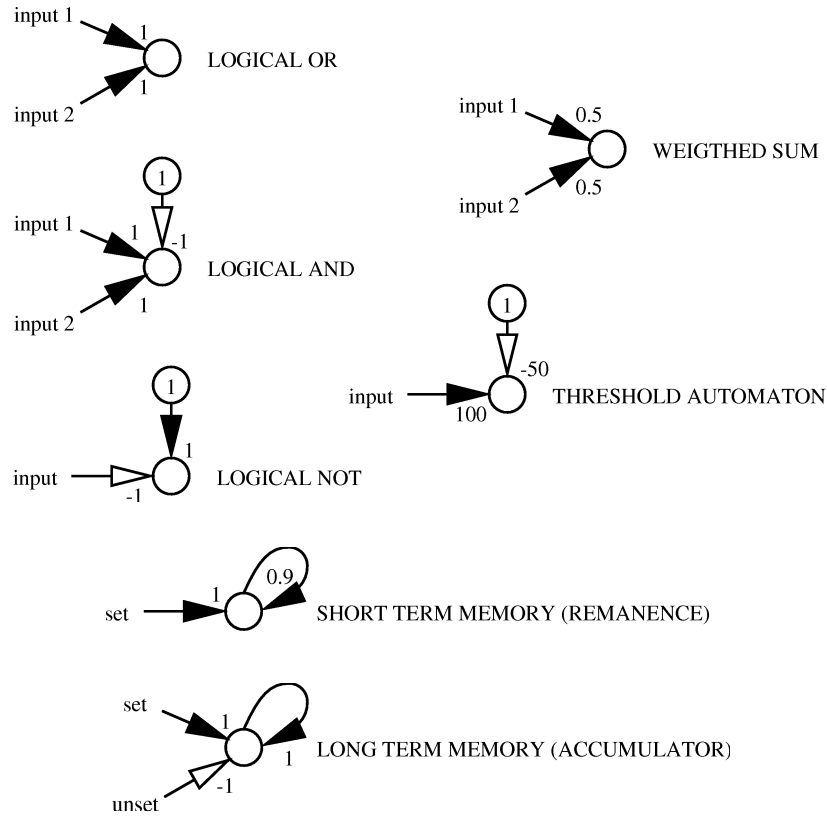 input 1
1
LOGICAL OR
1
input 2
input 1
0.5
WEIGTHED SUM
0.5
input 2
1
input 1
1
-1
LOGICAL AND
1
input 2
1
-50
input
100
THRESHOLD AUTOMATON
1
1
input
-1
LOGICAL NOT
0.9
1
set
SHORT TERM MEMORY (REMANENCE)
set
1
LONG TERM MEMORY (ACCUMULATOR)
1
-1
unset